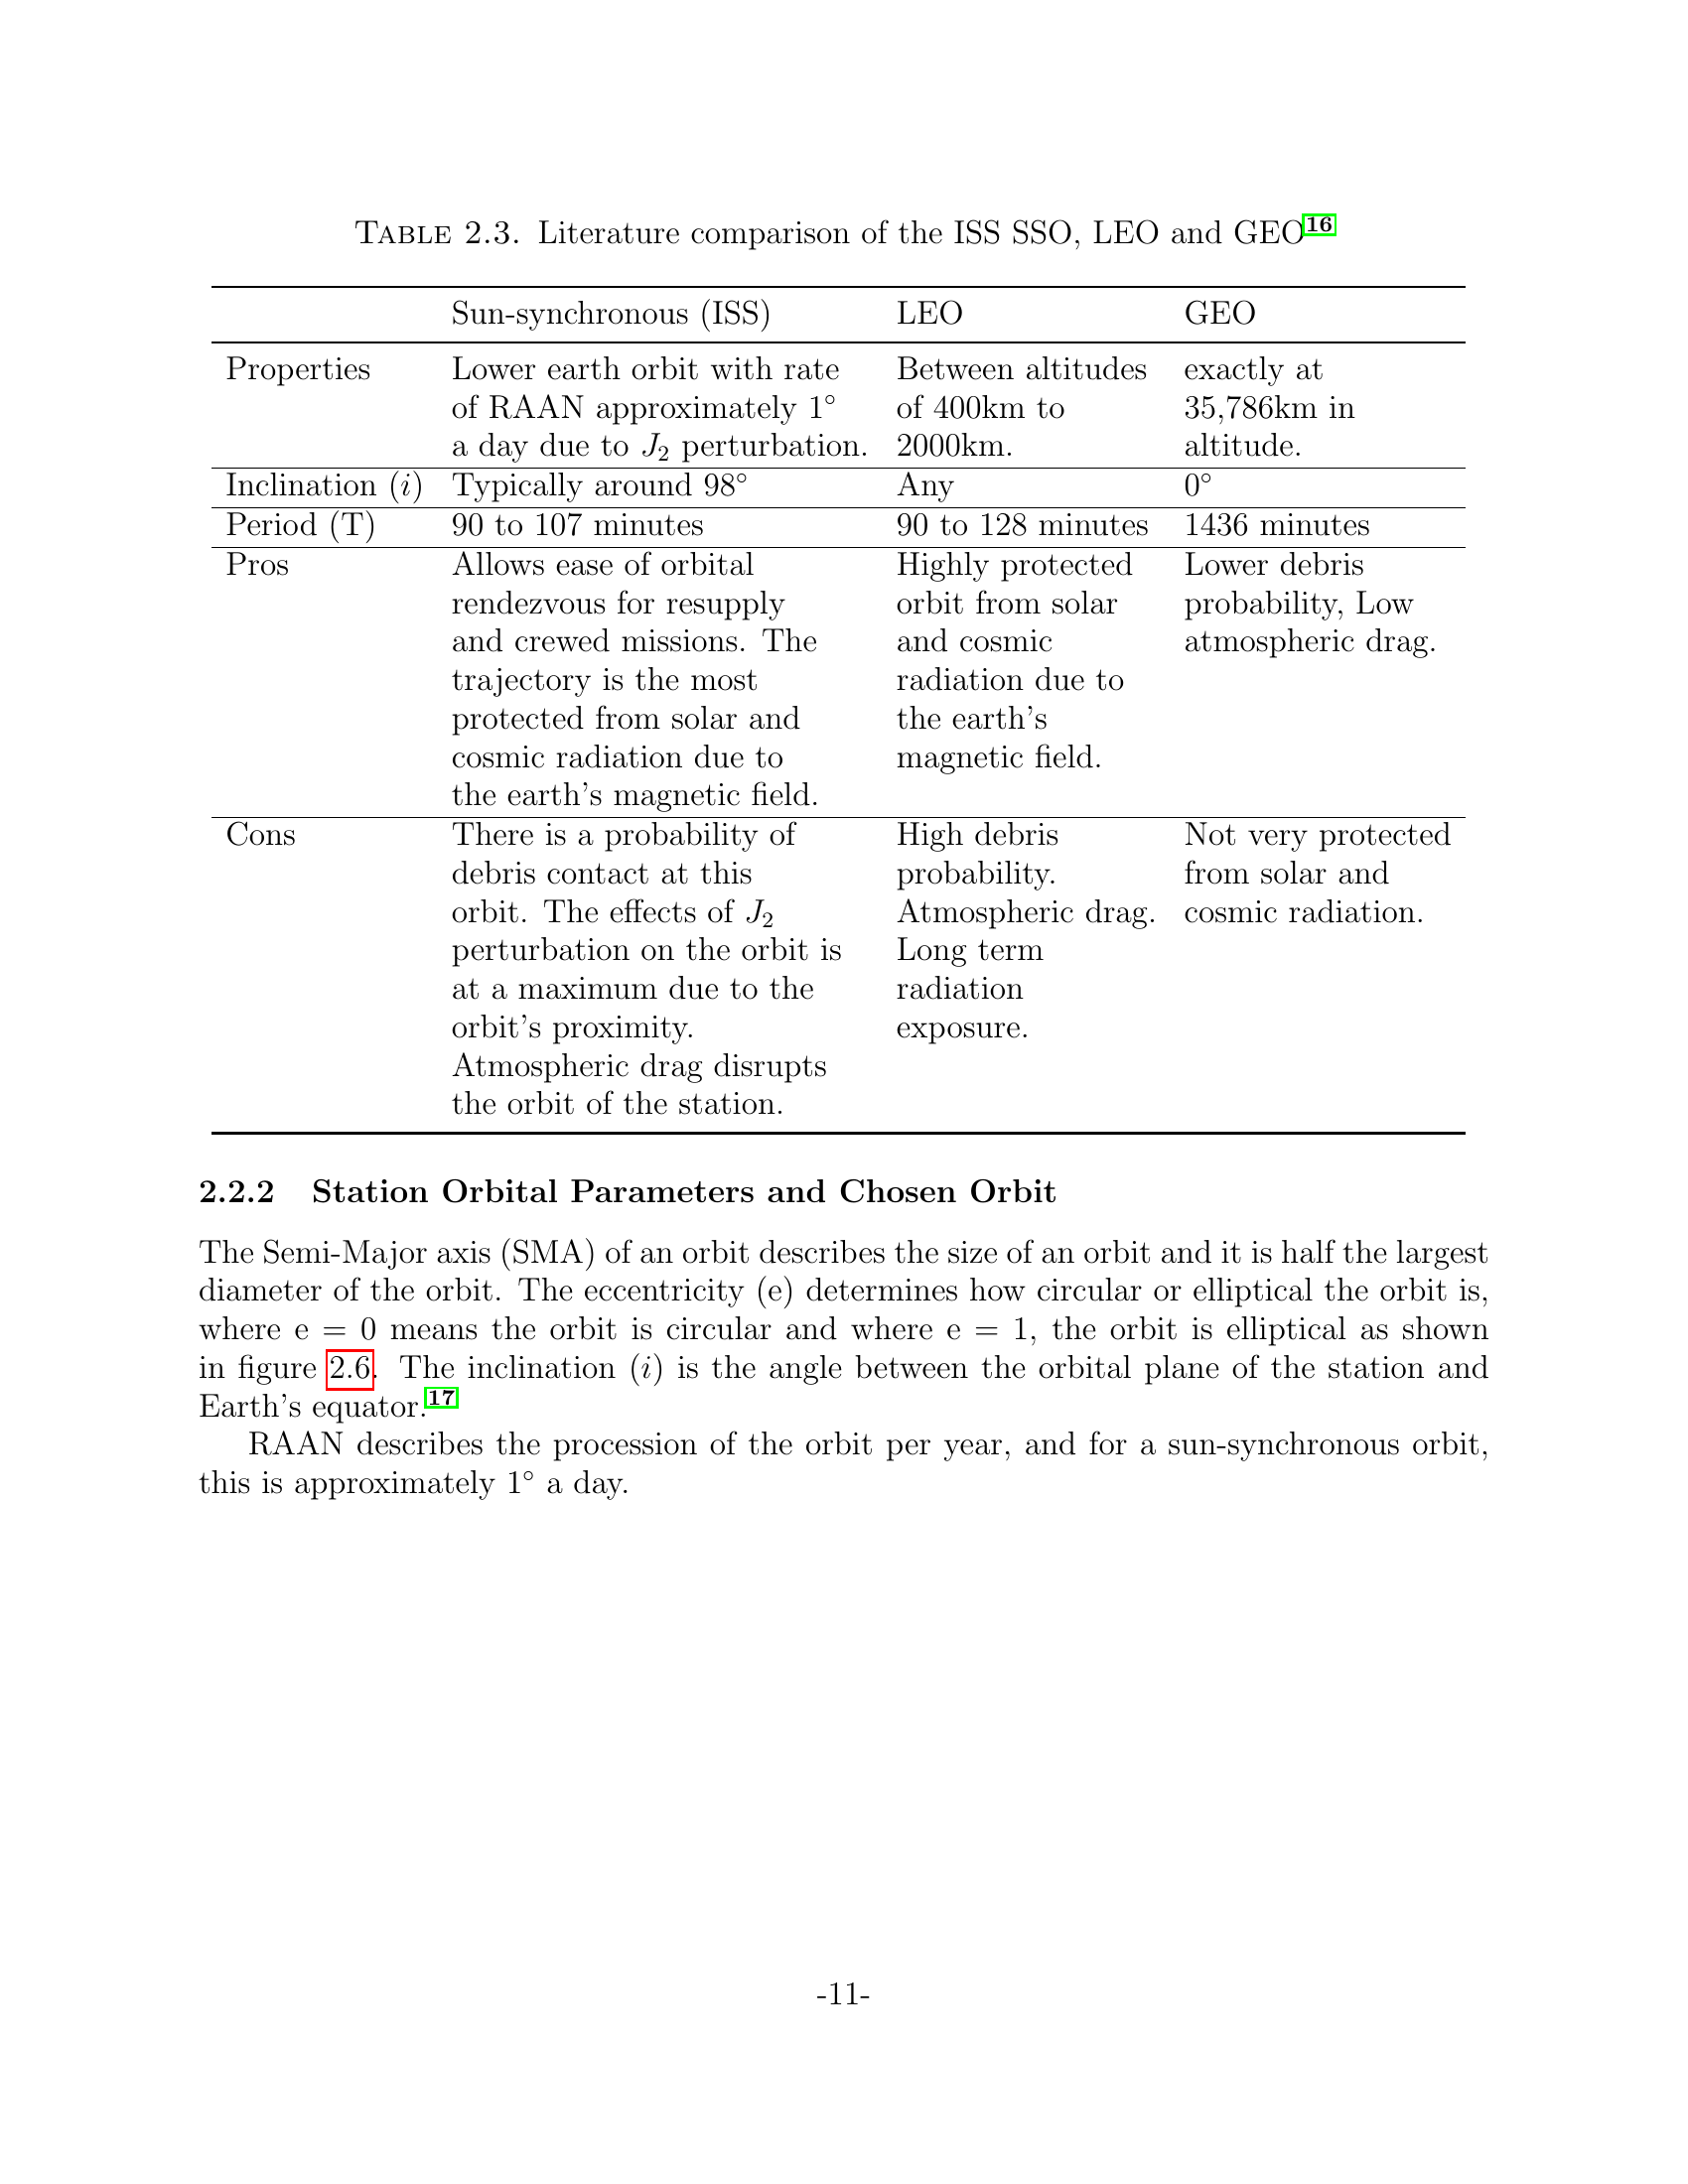 TABLE 2.3. Literature comparison of the ISS SSO, LEO and GEO16
Sun-synchronous (ISS) LEO GEO
Properties Lower earth orbit with rate Between altitudes exactly at
of RAAN approximately 1° of 400km to 35,786km in
a day due to J2 perturbation. 2000km. altitude.
Inclination (i) Typically around 98° Any 0°
Period (T) 90 to 107 minutes 90 to 128 minutes 1436 minutes
Pros Allows ease of orbital Highly protected Lower debris
rendezvous for resupply orbit from solar probability, Low
and crewed missions. The and cosmic atmospheric drag.
trajectory is the most radiation due to
protected from solar and the earth's
cosmic radiation due to magnetic field.
the earth's magnetic field.
Cons There is a probability of High debris Not very protected
debris contact at this probability. from solar and
orbit. The effects of J2 Atmospheric drag. cosmic radiation.
perturbation on the orbit is Long term
at a maximum due to the radiation
orbit's proximity. exposure.
Atmospheric drag disrupts
the orbit of the station.
2.2.2 Station Orbital Parameters and Chosen Orbit
The Semi-Major axis (SMA) of an orbit describes the size of an orbit and it is half the largest
diameter of the orbit. The eccentricity (e) determines how circular or elliptical the orbit is,
where e = 0 means the orbit is circular and where e = 1, the orbit is elliptical as shown
in figure 2.6. The inclination (i) is the angle between the orbital plane of the station and
Earth's equator.17
RAAN describes the procession of the orbit per year, and for a sun-synchronous orbit,
this is approximately 1° a day.
-11-